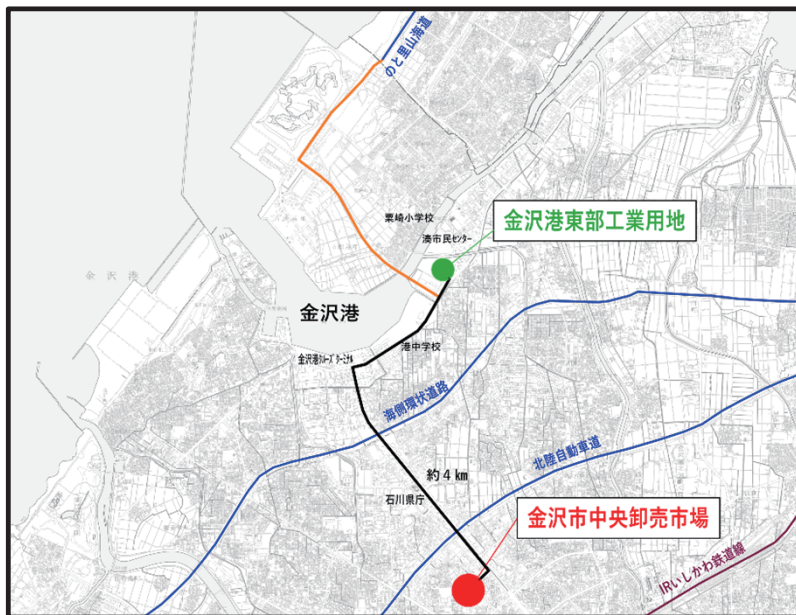 のと里山海道
粟崎小学校
湊市民センター
金沢港東部工業用地
金沢港
金沢港
港中学校
金沢港クルーズターミナル
海側環状道路
北陸自動車道
約4km
石川県庁
金沢市中央卸売市場
IRいしかわ鉄道線